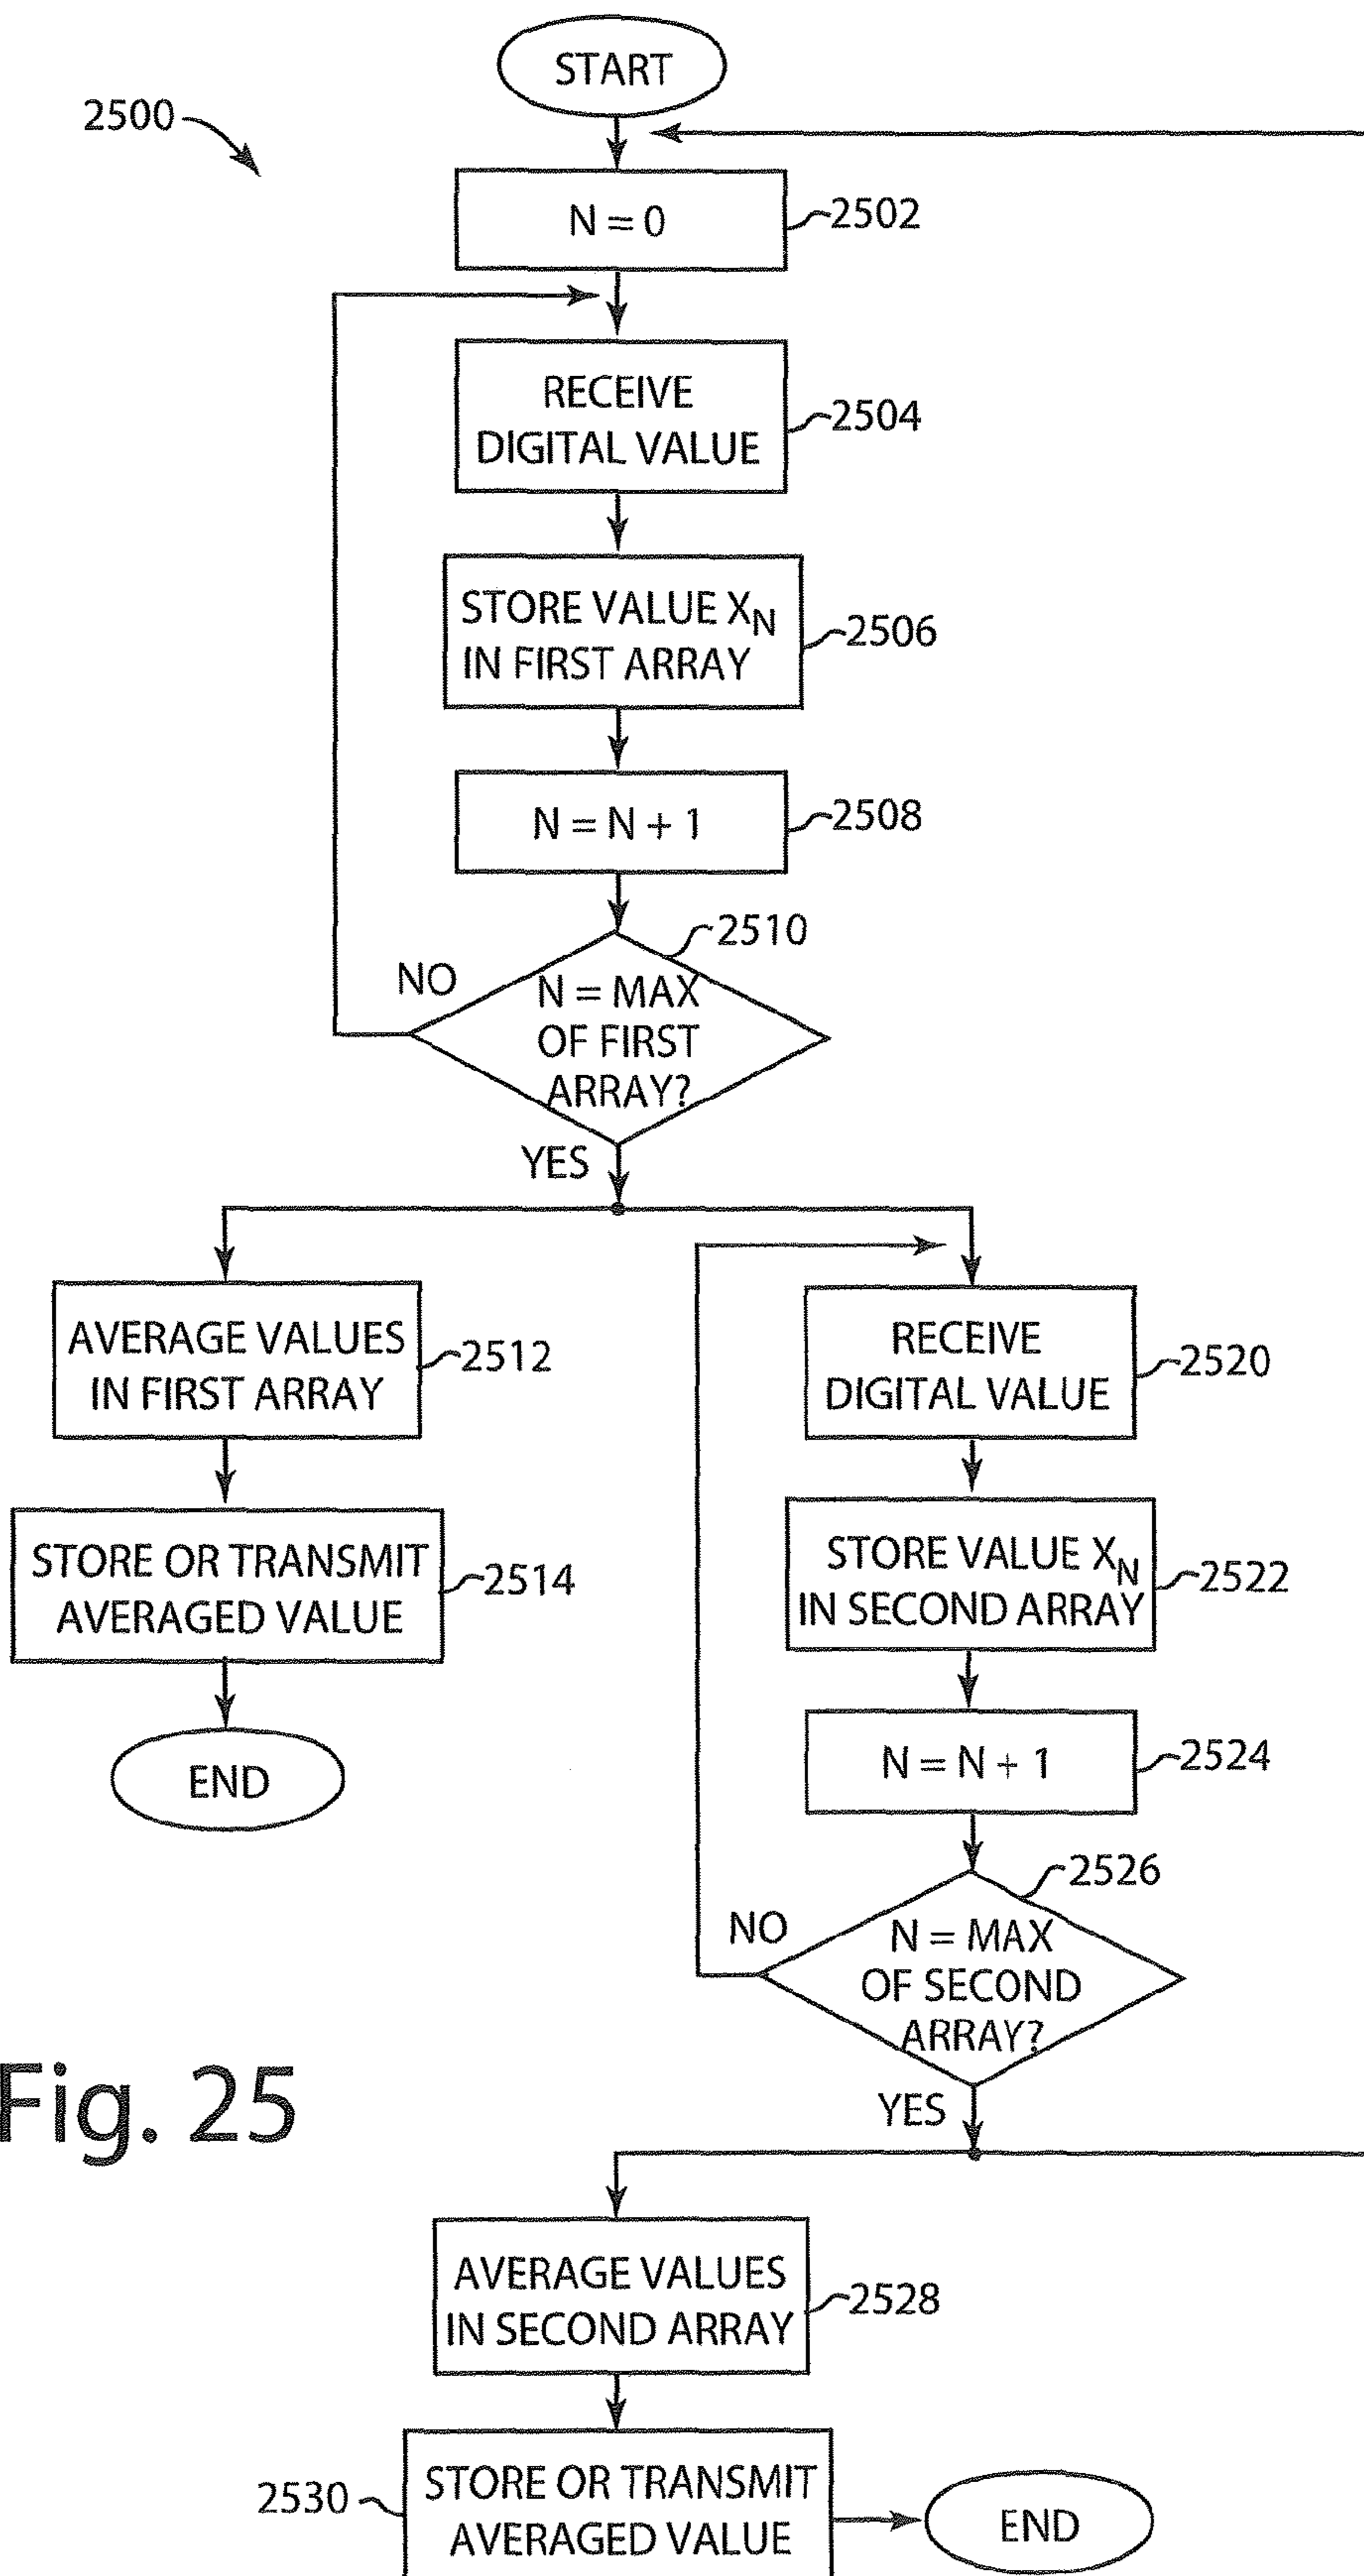 START
2500
N = 0
2502
RECEIVE
DIGITAL VALUE
2504
STORE VALUE XN
IN FIRST ARRAY
2506
N = N + 1
2508
2510
NO
N = MAX
OF FIRST
ARRAY?
YES
AVERAGE VALUES
IN FIRST ARRAY
2512
RECEIVE
DIGITAL VALUE
2520
STORE OR TRANSMIT
AVERAGED VALUE
2514
STORE VALUE XN
IN SECOND ARRAY
2522
END
N = N + 1
2524
2526
NO
N = MAX
OF SECOND
ARRAY?
YES
Fig. 25
AVERAGE VALUES
IN SECOND ARRAY
2528
2530
STORE OR TRANSMIT
AVERAGED VALUE
END